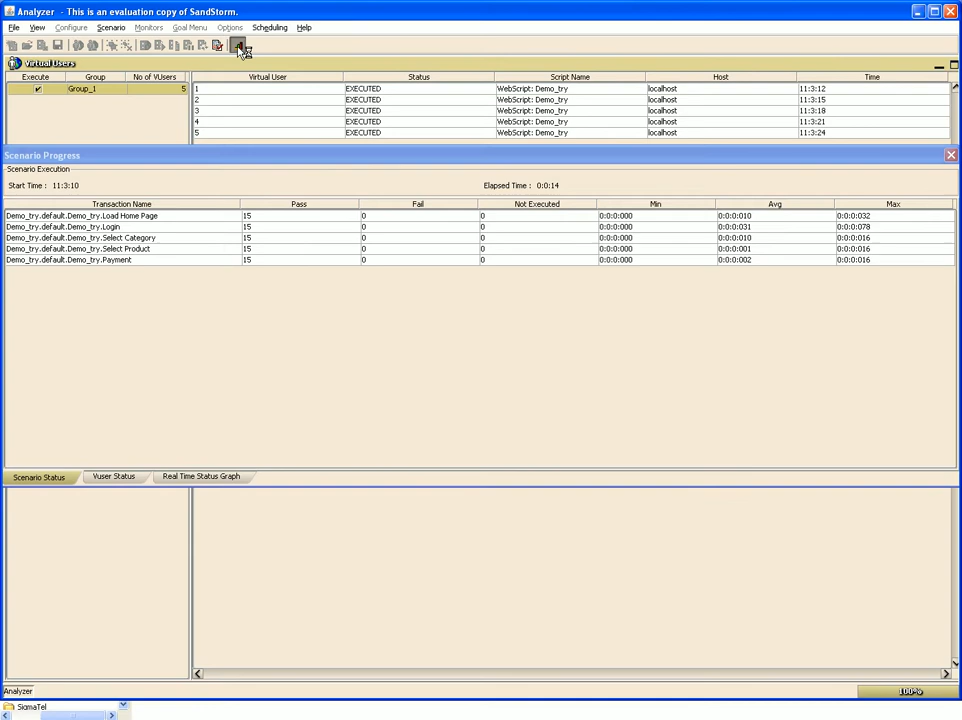 Analyzer - This is an evaluation copy of SandStorm.
File View Configure Scenario Monitors Goal Menu Options Scheduling Help
Virtual Users
Execute Group No of VUsers Virtual User Status Script Name Host Time
Group_1 5 1 EXECUTED WebScript: Demo_try localhost 11:3:12
2 EXECUTED WebScript: Demo_try localhost 11:3:15
3 EXECUTED WebScript: Demo_try localhost 11:3:18
4 EXECUTED WebScript: Demo_try localhost 11:3:21
5 EXECUTED WebScript: Demo_try localhost 11:3:24
Scenario Progress
Scenario Execution
Start Time : 11:3:10 Elapsed Time : 0:0:14
Transaction Name Pass Fail Not Executed Min Avg Max
Demo_try.default.Demo_try.Load Home Page 15 0 0 0:0:0:000 0:0:0:010 0:0:0:032
Demo_try.default.Demo_try.Login 15 0 0 0:0:0:000 0:0:0:031 0:0:0:078
Demo_try.default.Demo_try.Select Category 15 0 0 0:0:0:000 0:0:0:010 0:0:0:016
Demo_try.default.Demo_try.Select Product 15 0 0 0:0:0:000 0:0:0:001 0:0:0:016
Demo_try.default.Demo_try.Payment 15 0 0 0:0:0:000 0:0:0:002 0:0:0:016
Scenario Status Vuser Status Real Time Status Graph
Analyzer 100%
SigmaTel